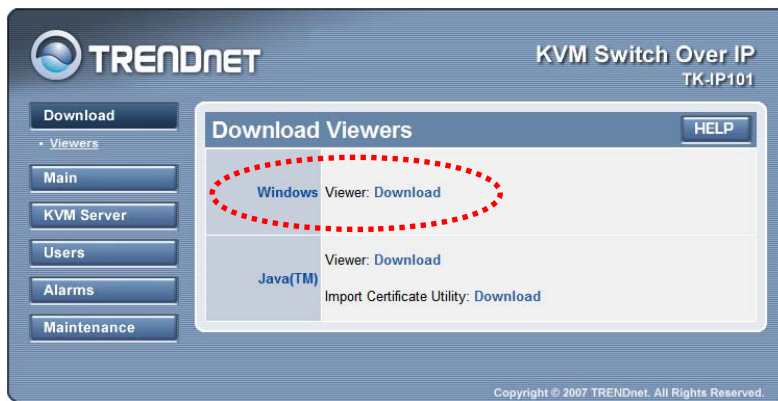 TRENDNET
KVM Switch Over IP
TK-IP101
Download
• Viewers
Main
KVM Server
Users
Alarms
Maintenance
Download Viewers
HELP
Windows Viewer: Download
Java(TM)
Viewer: Download
Import Certificate Utility: Download
Copyright © 2007 TRENDnet. All Rights Reserved.